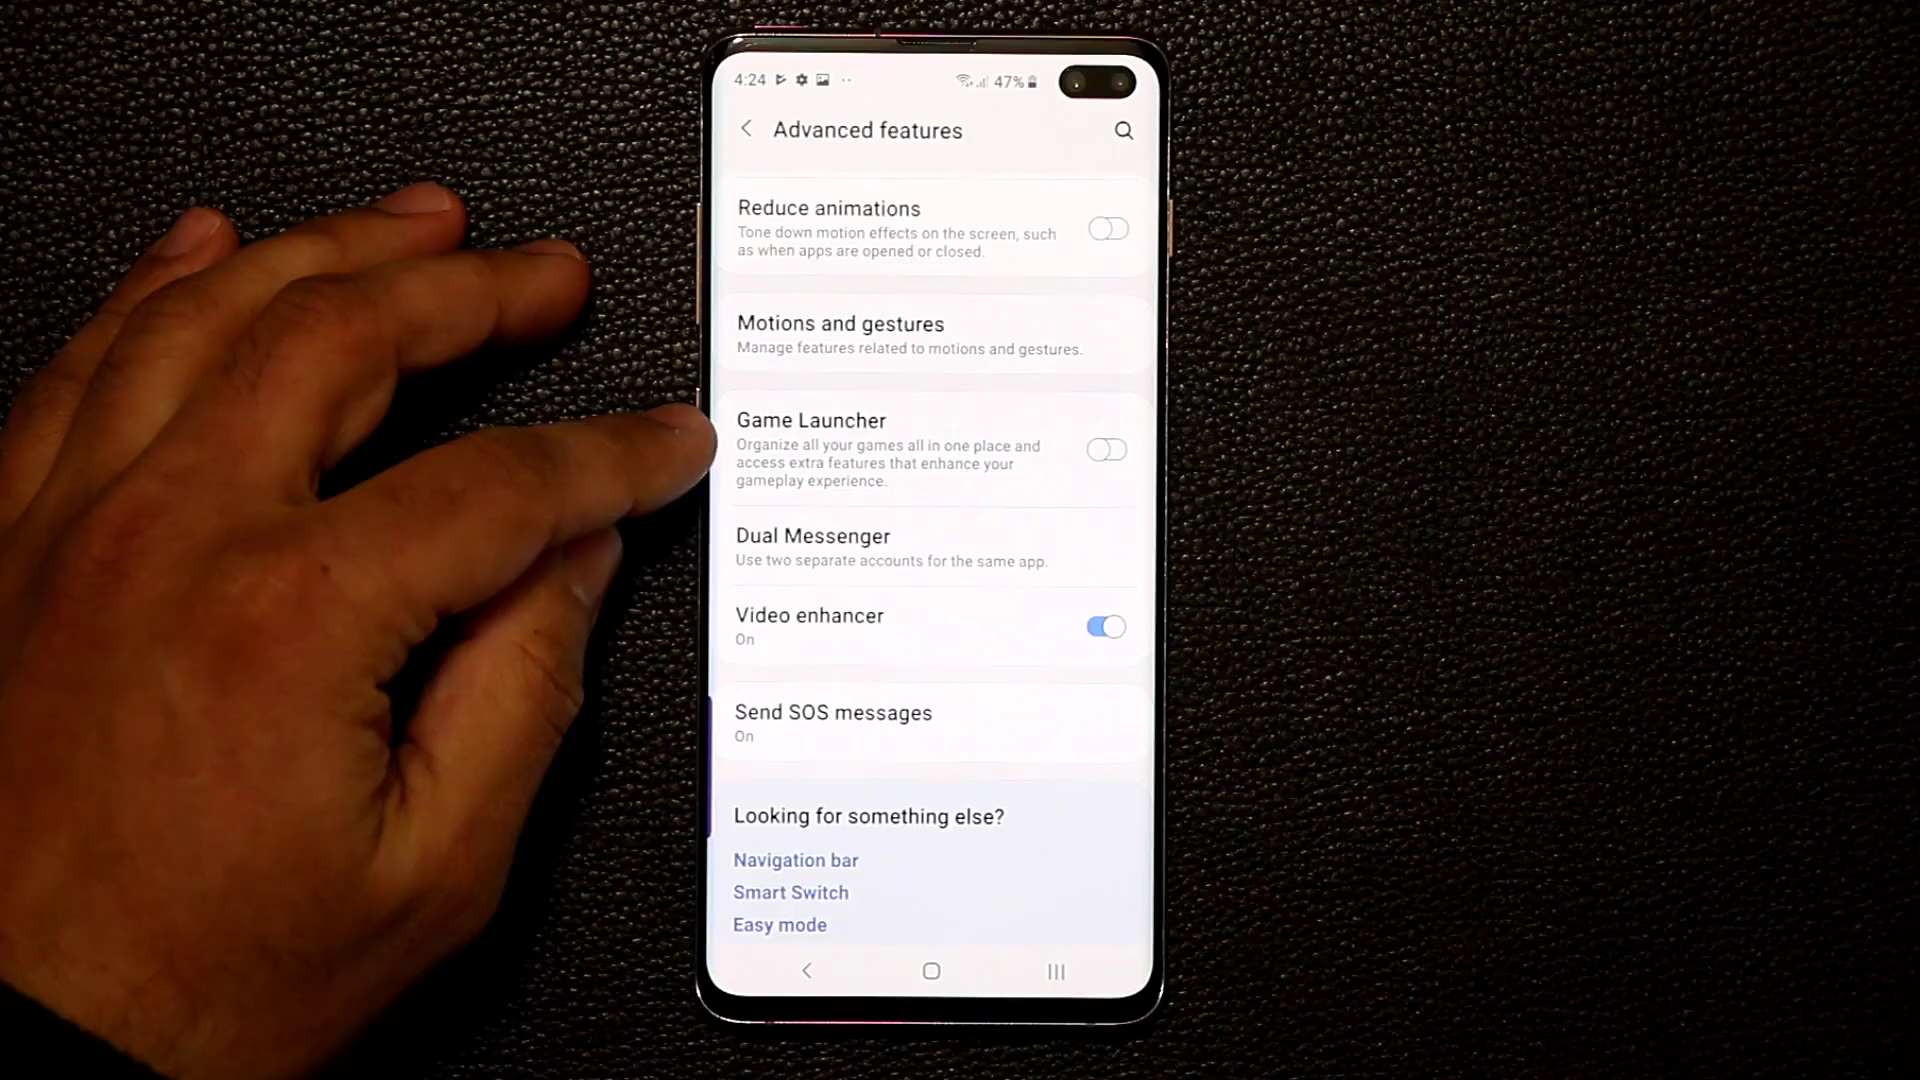 4:24
47%
Advanced features
Reduce animations
Tone down motion effects on the screen, such
as when apps are opened or closed.
Motions and gestures
Manage features related to motions and gestures.
Game Launcher
Organize all your games all in one place and
access extra features that enhance your
gameplay experience.
Dual Messenger
Use two separate accounts for the same app.
Video enhancer
On
Send SOS messages
On
Looking for something else?
Navigation bar
Smart Switch
Easy mode